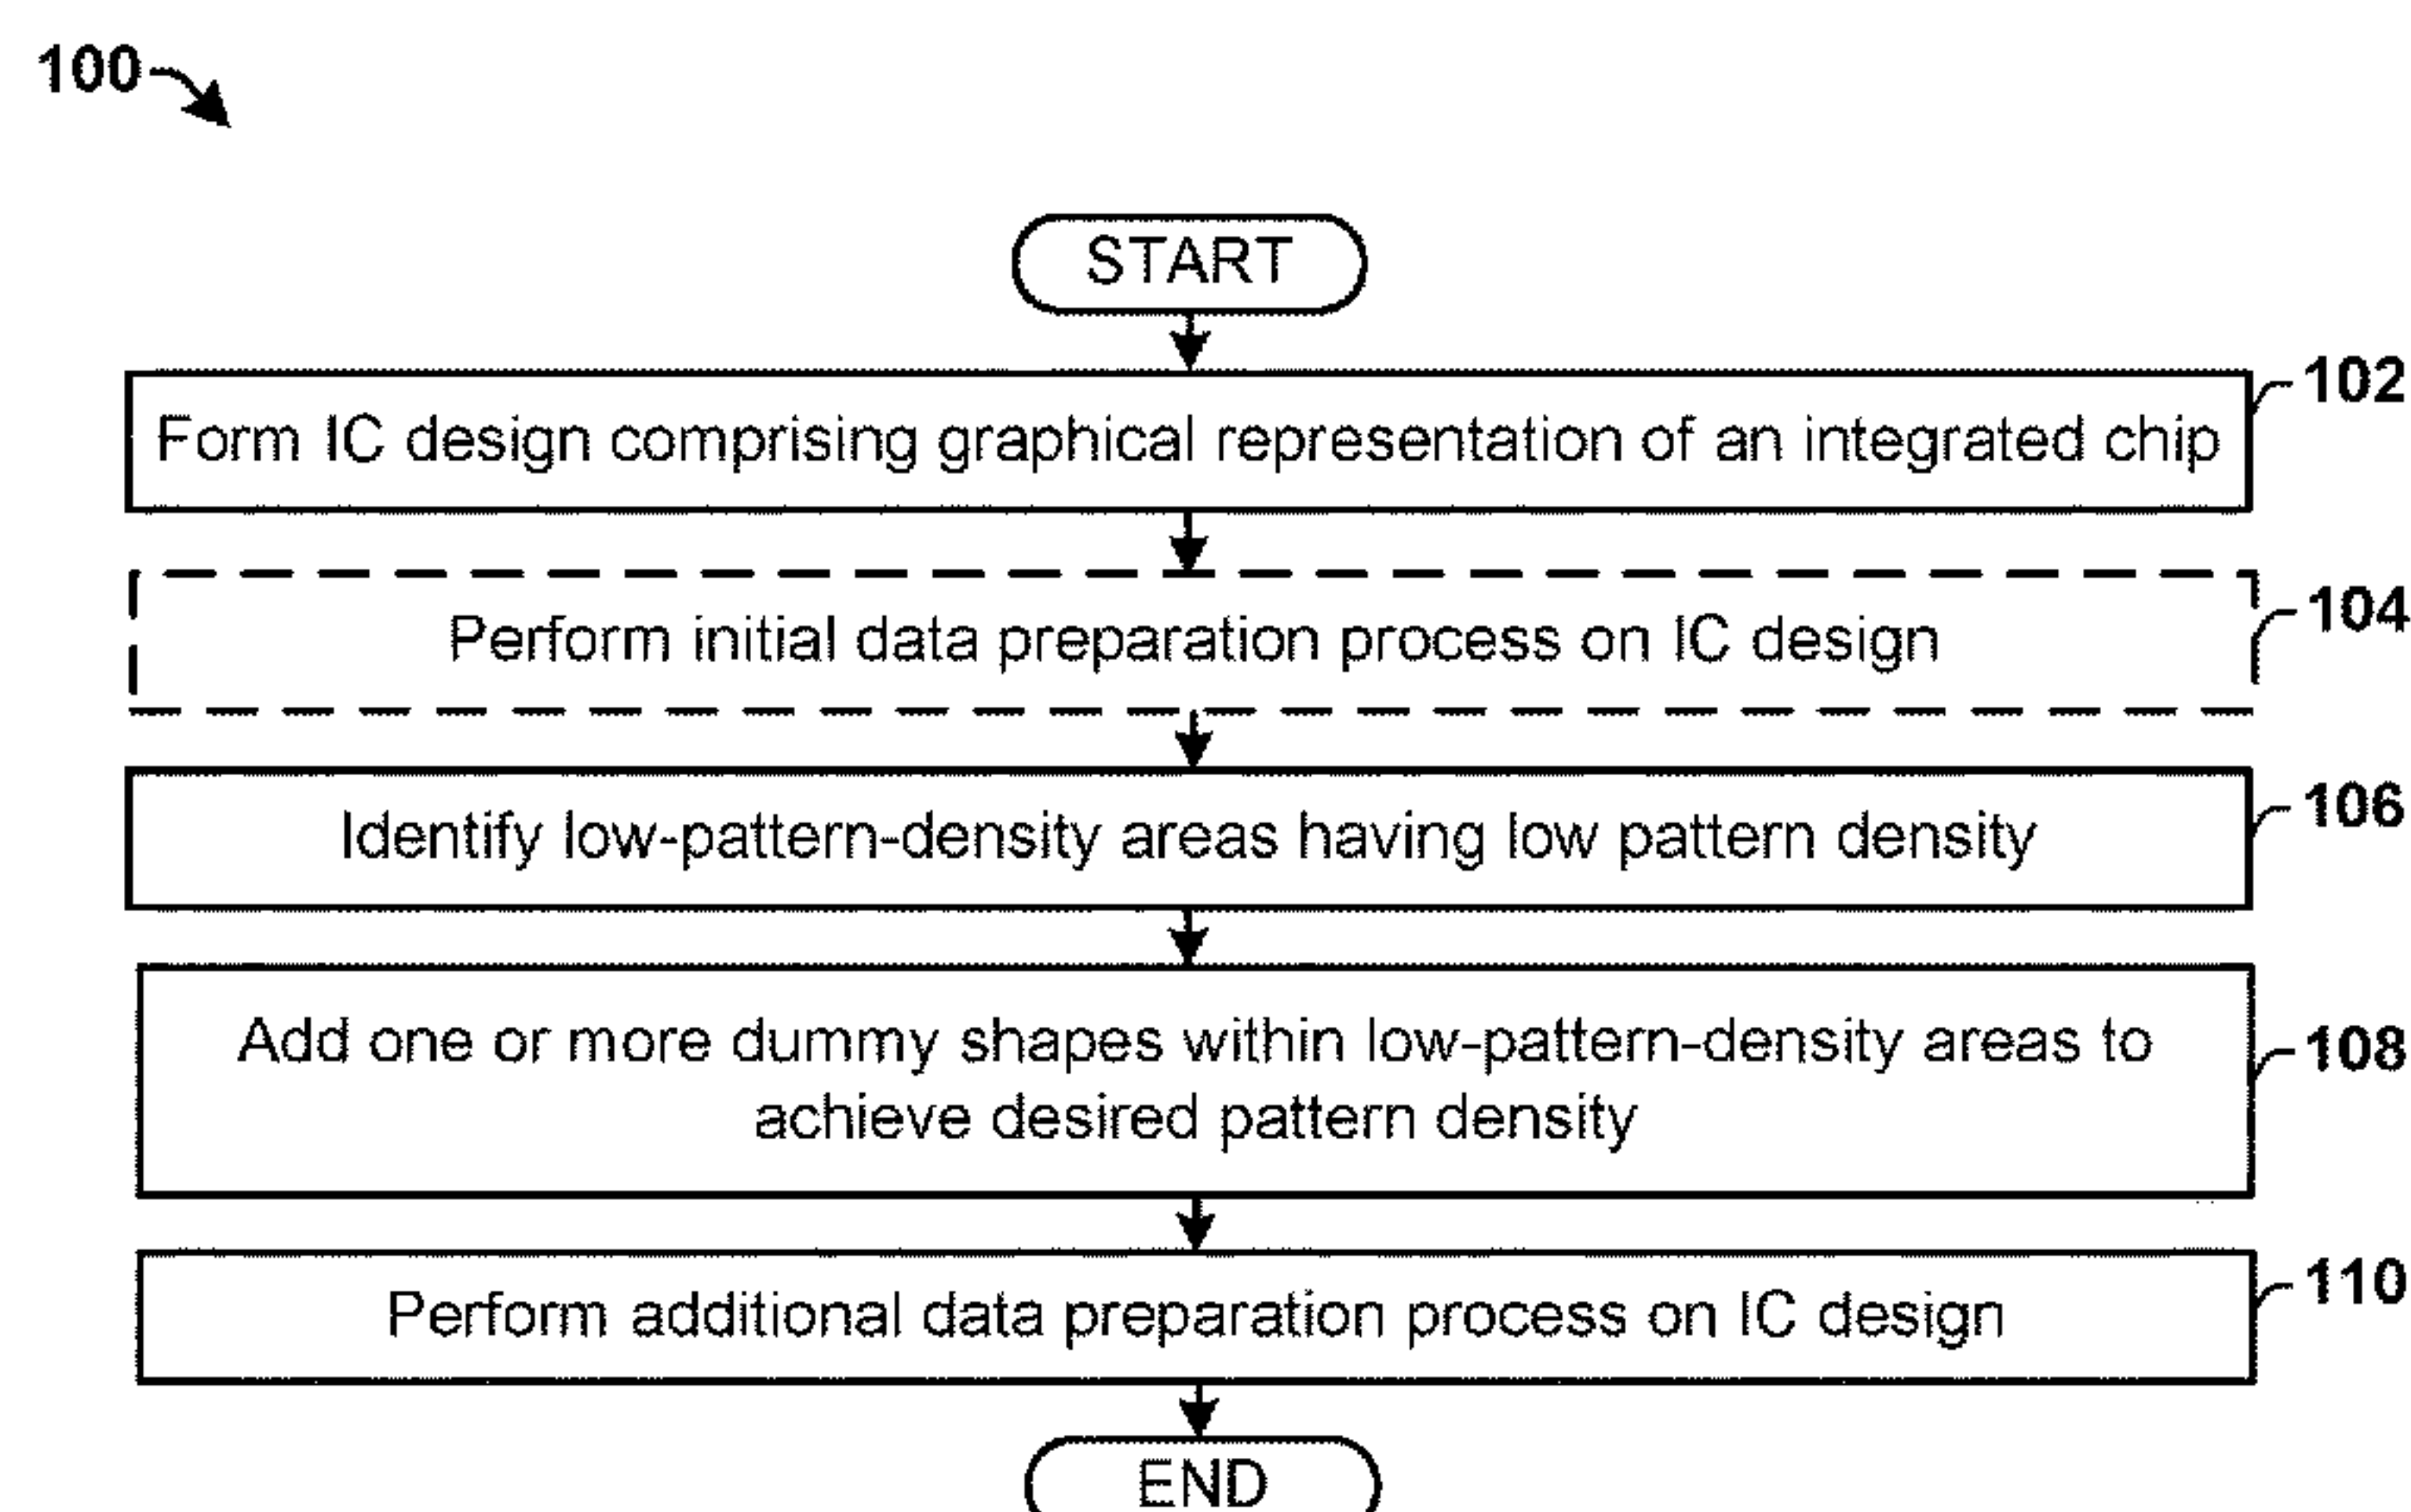 100
START
Form IC design comprising graphical representation of an integrated chip
102
Perform initial data preparation process on IC design
104
Identify low-pattern-density areas having low pattern density
106
Add one or more dummy shapes within low-pattern-density areas to
achieve desired pattern density
108
Perform additional data preparation process on IC design
110
END